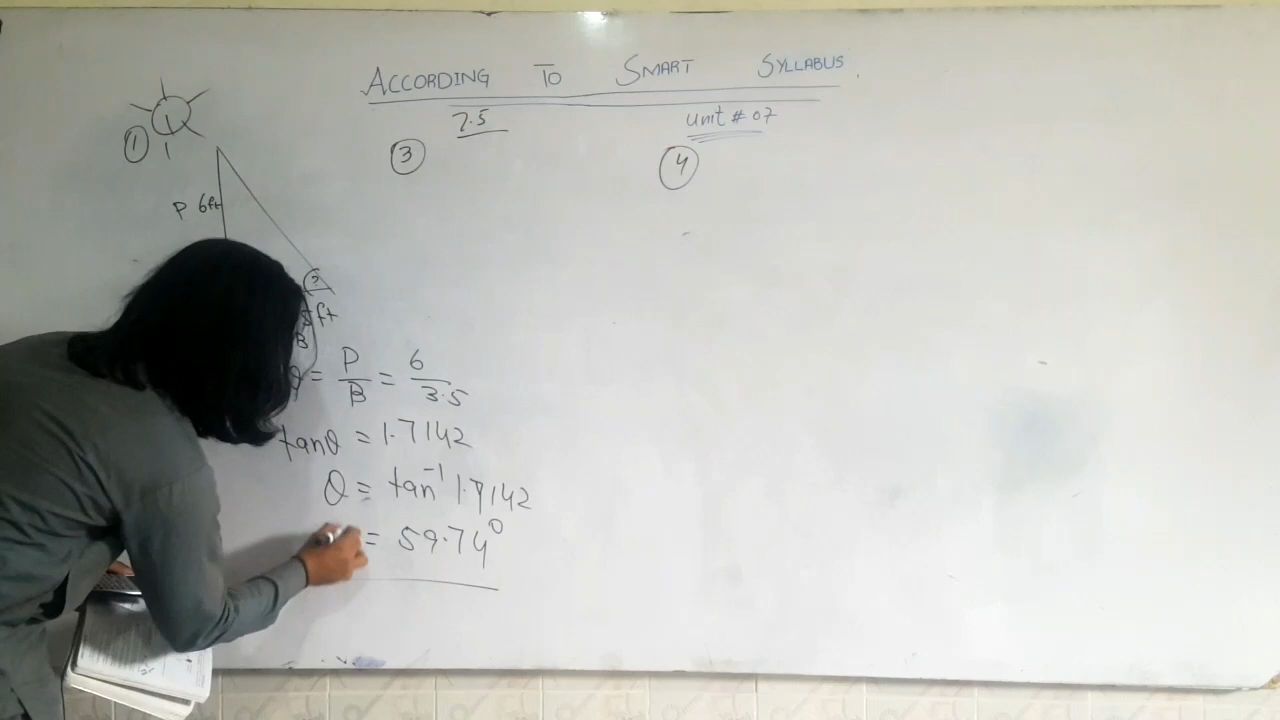 ACCORDING TO SMART SYLLABUS
7.5 Unit # 07
①
③
④
P 6ft
?
ft
B
θ = P/B = 6/3.5
tanθ = 1.7142
θ = tan⁻¹ 1.7142
= 59.74⁰